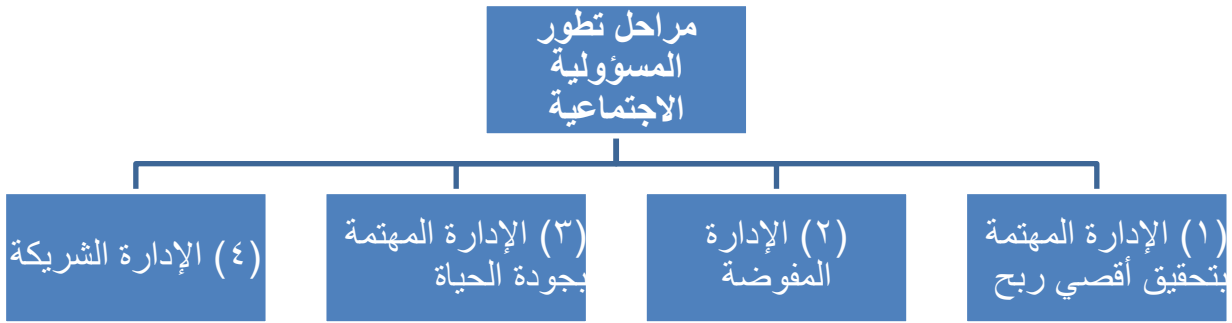 مراحل تطور
المسؤولية
الاجتماعية
(١) الإدارة المهتمة
بتحقيق أقصي ربح
(٢) الإدارة
المفوضة
(٣) الإدارة المهتمة
بجودة الحياة
(٤) الإدارة الشريكة